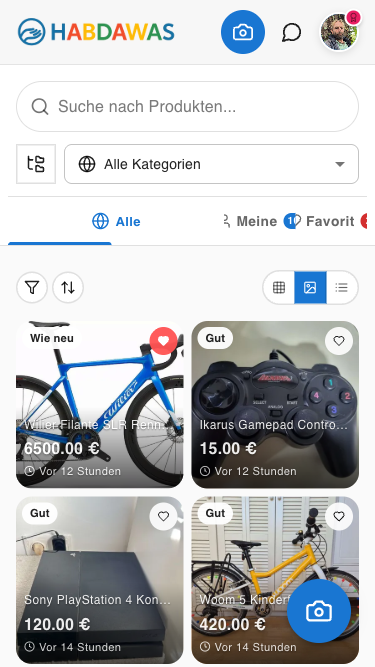 HABDAWAS
8
Suche nach Produkten...
Alle Kategorien
Alle
Meine
Favorit
Wie neu
Wilier Filante SLR Renn...
6500.00 €
Vor 12 Stunden
Gut
Ikarus Gamepad Contro...
15.00 €
Vor 12 Stunden
Gut
Sony PlayStation 4 Kon...
120.00 €
Vor 14 Stunden
Gut
Woom 5 Kinderf
420.00 €
Vor 14 Stunden